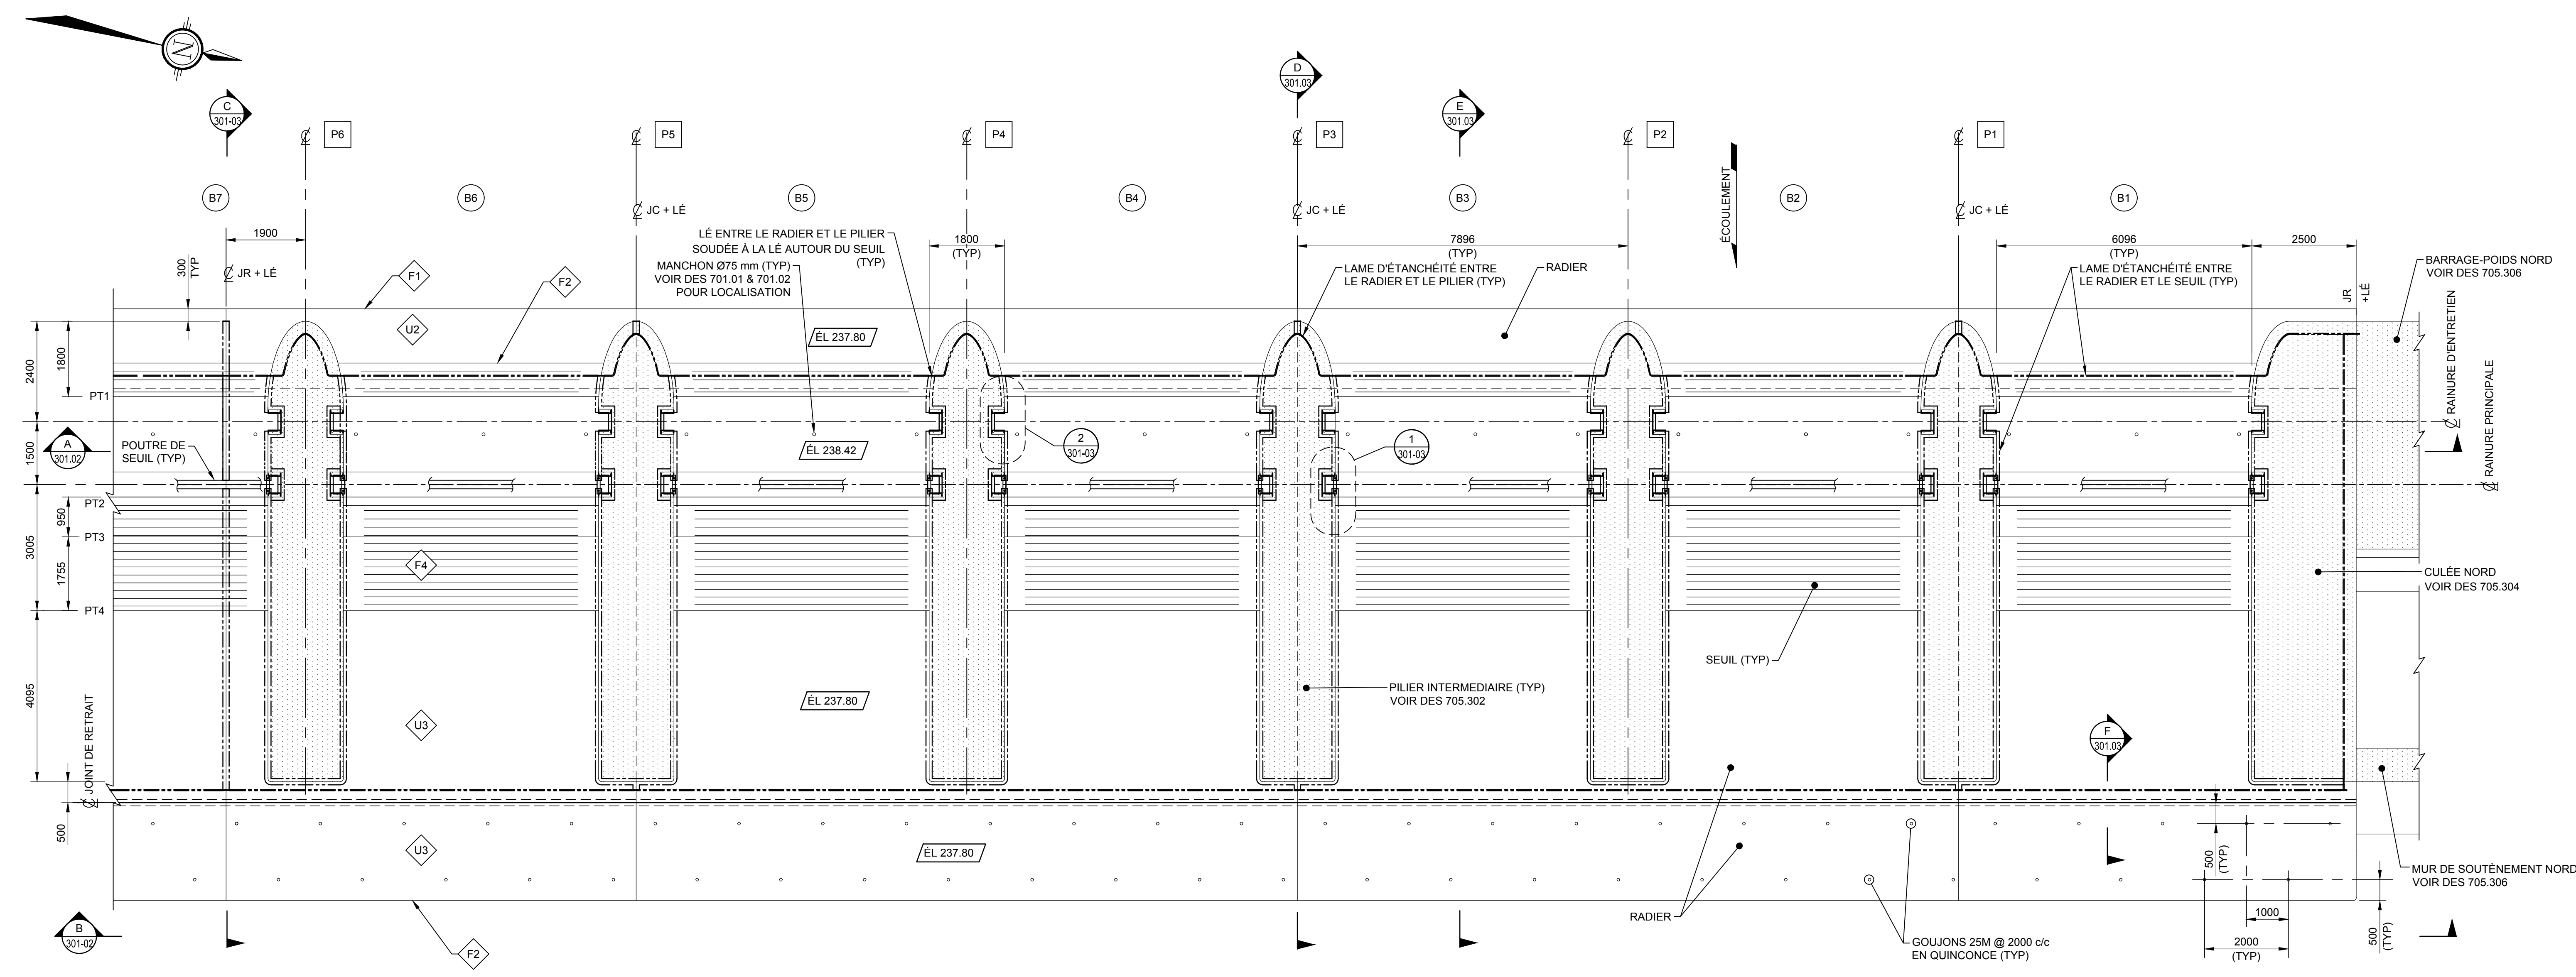 N
C
301-03
D
301.03
E
301.03
P6
P5
P4
P3
P2
P1
B7
B6
B5
B4
B3
B2
B1
JC + LÉ
JC + LÉ
JC + LÉ
ÉCOULEMENT
1900
LÉ ENTRE LE RADIER ET LE PILIER
SOUDÉE À LA LÉ AUTOUR DU SEUIL
(TYP)
1800
(TYP)
7896
(TYP)
6096
(TYP)
2500
300
TYP
JR + LÉ
F1
F2
MANCHON Ø75 mm (TYP)
VOIR DES 701.01 & 701.02
POUR LOCALISATION
LAME D'ÉTANCHÉITÉ ENTRE
LE RADIER ET LE PILIER (TYP)
RADIER
LAME D'ÉTANCHÉITÉ ENTRE
LE RADIER ET LE SEUIL (TYP)
JR
+LÉ
BARRAGE-POIDS NORD
VOIR DES 705.306
U2
ÉL 237.80
2400
1800
PT1
RAINURE D'ENTRETIEN
RAINURE PRINCIPALE
A
301.02
1500
POUTRE DE
SEUIL (TYP)
ÉL 238.42
2
301-03
1
301-03
PT2
950
PT3
3005
1755
F4
PT4
CULÉE NORD
VOIR DES 705.304
SEUIL (TYP)
PILIER INTERMEDIAIRE (TYP)
VOIR DES 705.302
4095
U3
ÉL 237.80
JOINT DE RETRAIT
F
301.03
500
U3
ÉL 237.80
500
(TYP)
MUR DE SOUTÈNEMENT NORD
VOIR DES 705.306
B
301-02
F2
RADIER
GOUJONS 25M @ 2000 c/c
EN QUINCONCE (TYP)
1000
2000
(TYP)
500
(TYP)